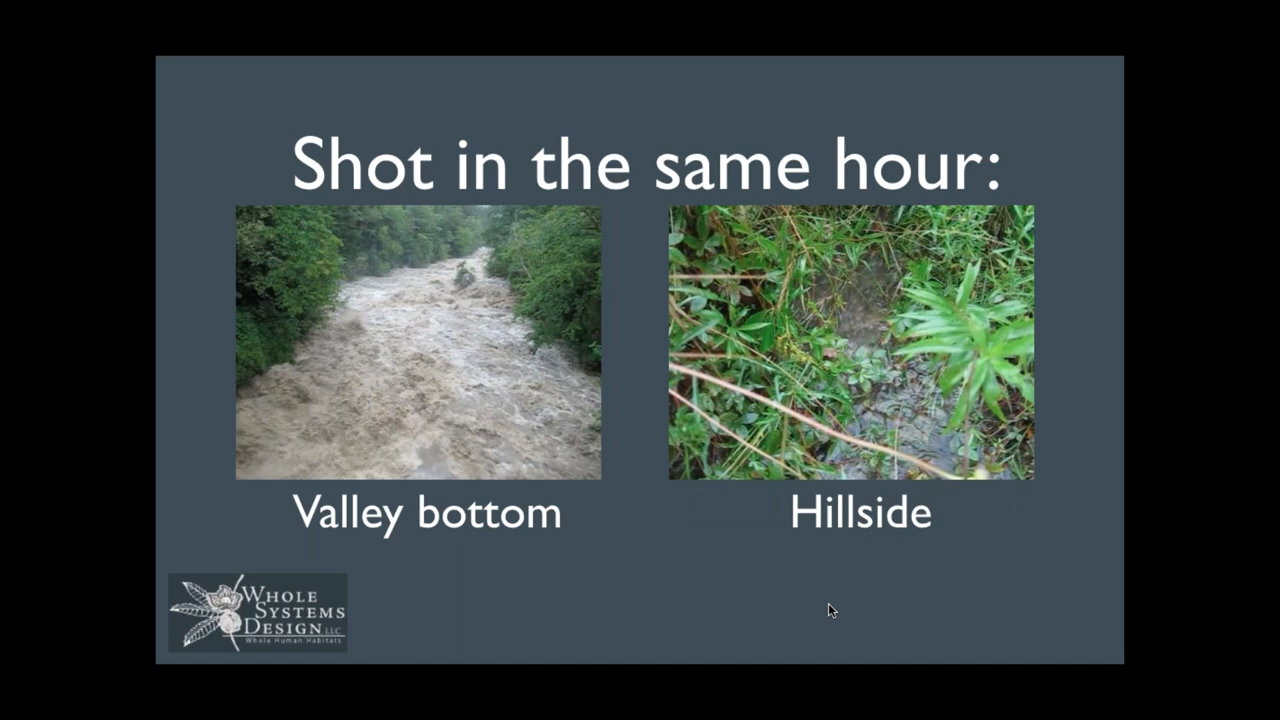 Shot in the same hour:
Valley bottom
Hillside
WHOLE
SYSTEMS
DESIGN LLC
Whole Human Habitats